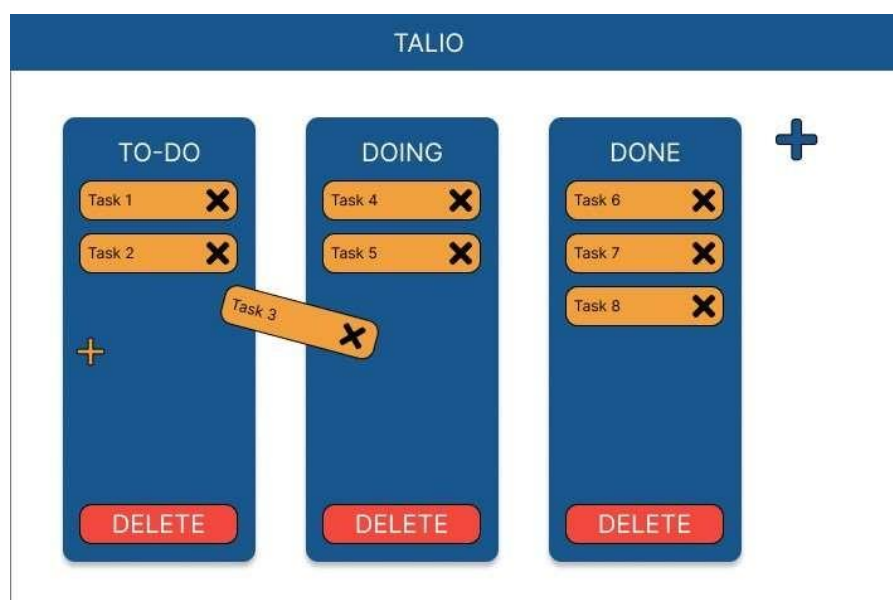 TALIO
TO-DO
Task 1
Task 2
Task 3
DELETE
DOING
Task 4
Task 5
DELETE
DONE
Task 6
Task 7
Task 8
DELETE